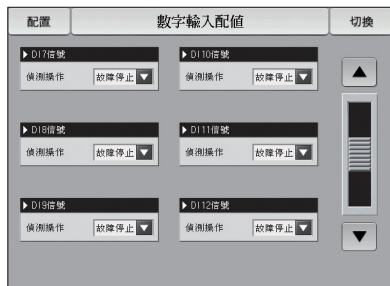 配置 數字輸入配值 切換
▶ DI7信號 ▶ DI10信號
偵測操作 故障停止 ▼ 偵測操作 故障停止 ▼
▶ DI8信號 ▶ DI11信號
偵測操作 故障停止 ▼ 偵測操作 故障停止 ▼
▶ DI9信號 ▶ DI12信號
偵測操作 故障停止 ▼ 偵測操作 故障停止 ▼